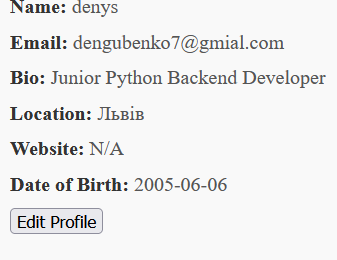 Name: denys
Email: dengubenko7@gmial.com
Bio: Junior Python Backend Developer
Location: Львів
Website: N/A
Date of Birth: 2005-06-06
Edit Profile